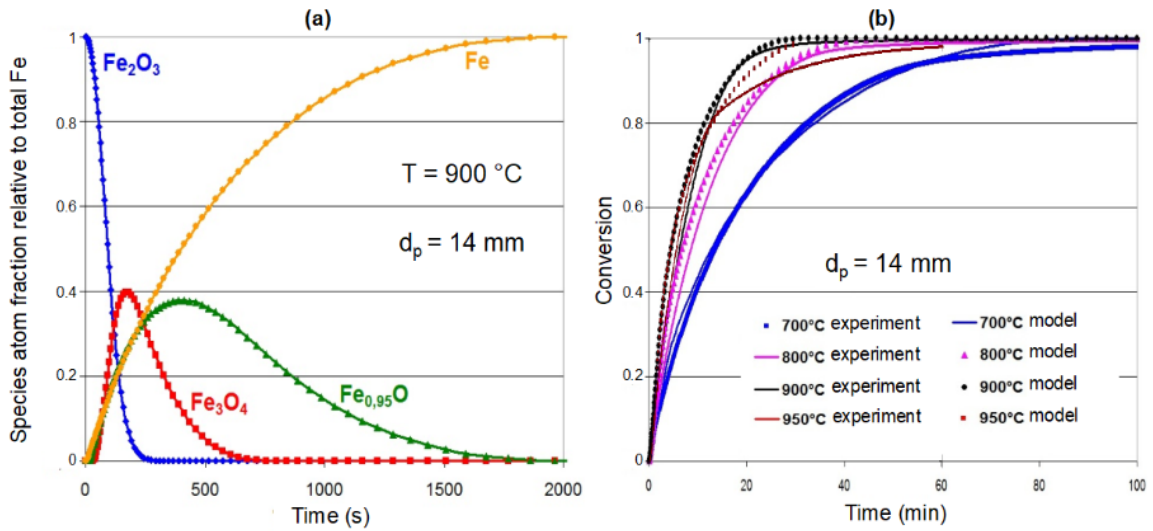 (a)
Species atom fraction relative to total Fe
1
0.8
0.6
0.4
0.2
0
Fe₂O₃
Fe
T = 900 °C
dₚ = 14 mm
Fe₃O₄
Fe₀,₉₅O
0 500 1000 1500 2000
Time (s)
(b)
Conversion
1
0.8
0.6
0.4
0.2
0
dₚ = 14 mm
700°C experiment
700°C model
800°C experiment
800°C model
900°C experiment
900°C model
950°C experiment
950°C model
0 20 40 60 80 100
Time (min)